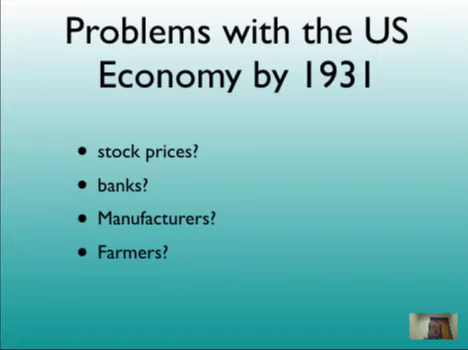 Problems with the US
Economy by 1931
• stock prices?
• banks?
• Manufacturers?
• Farmers?